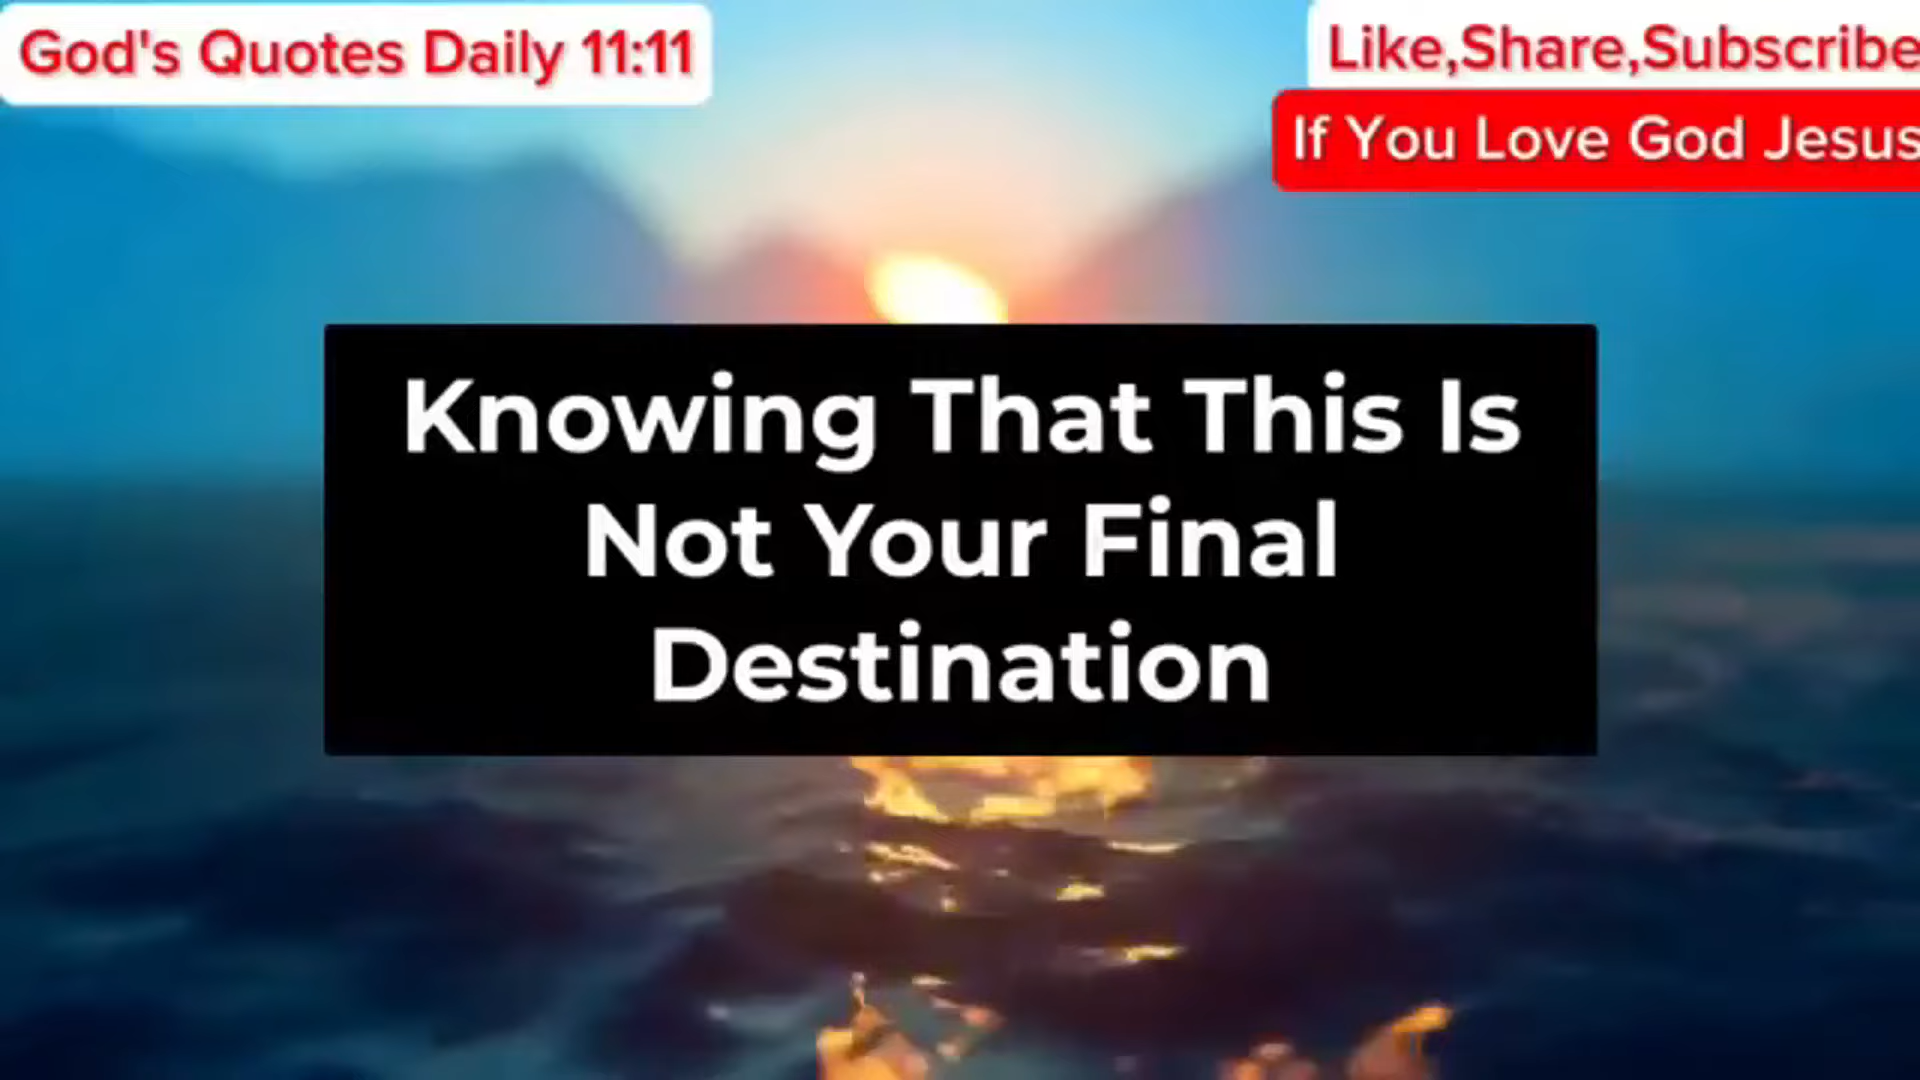 God's Quotes Daily 11:11
Like,Share,Subscribe
If You Love God Jesus
Knowing That This Is
Not Your Final
Destination